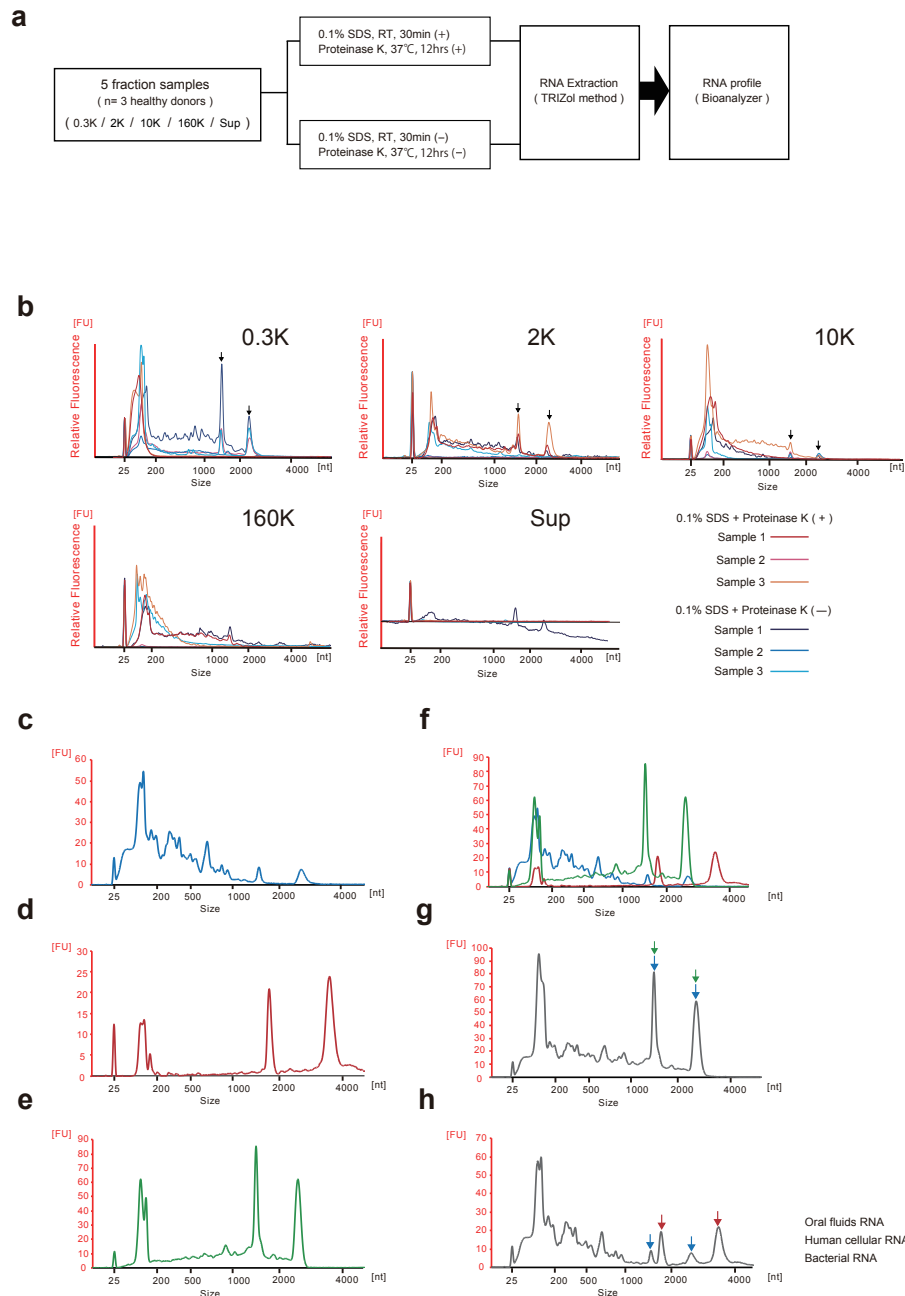 a
5 fraction samples
( n= 3 healthy donors )
( 0.3K / 2K / 10K / 160K / Sup )
0.1% SDS, RT, 30min (+)
Proteinase K, 37℃, 12hrs (+)
0.1% SDS, RT, 30min (–)
Proteinase K, 37℃, 12hrs (–)
RNA Extraction
( TRIZol method )
RNA profile
( Bioanalyzer )
b
[FU]
Relative Fluorescence
0.3K
25 200 1000 2000 4000 [nt]
Size
[FU]
Relative Fluorescence
2K
25 200 1000 2000 4000 [nt]
Size
[FU]
Relative Fluorescence
10K
25 200 1000 2000 4000 [nt]
Size
[FU]
Relative Fluorescence
160K
25 200 1000 2000 4000 [nt]
Size
[FU]
Relative Fluorescence
Sup
25 200 1000 2000 4000 [nt]
Size
0.1% SDS + Proteinase K ( + )
Sample 1
Sample 2
Sample 3
0.1% SDS + Proteinase K ( — )
Sample 1
Sample 2
Sample 3
c
[FU]
60
50
40
30
20
10
0
25 200 500 1000 2000 4000 [nt]
Size
d
[FU]
30
25
20
15
10
5
0
25 200 500 1000 2000 4000 [nt]
Size
e
[FU]
90
80
70
60
50
40
30
20
10
0
25 200 500 1000 2000 4000 [nt]
Size
f
[FU]
90
80
70
60
50
40
30
20
10
0
25 200 500 1000 2000 4000 [nt]
Size
g
[FU]
100
90
80
70
60
50
40
30
20
10
0
25 200 500 1000 2000 4000 [nt]
Size
h
[FU]
70
60
50
40
30
20
10
0
25 200 500 1000 2000 4000 [nt]
Size
Oral fluids RNA
Human cellular RNA
Bacterial RNA